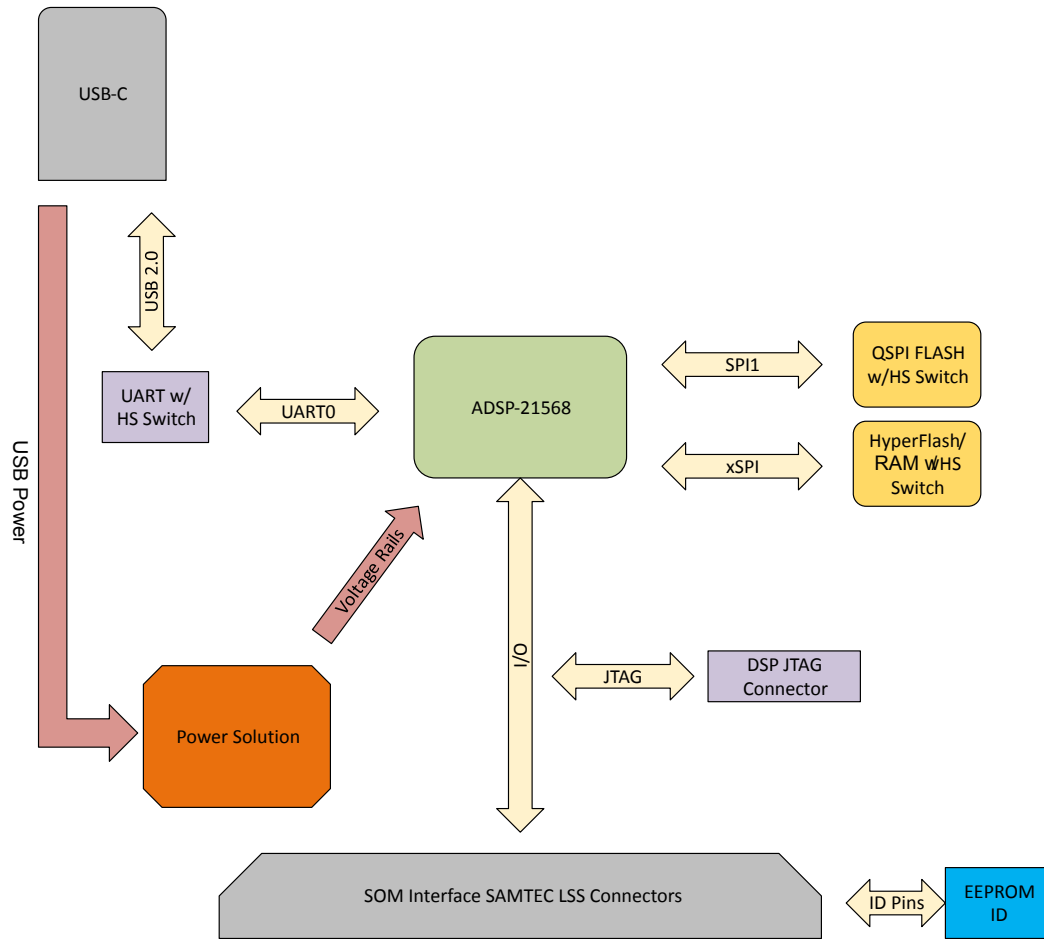 USB-C
USB 2.0
UART w/
HS Switch
UART0
ADSP-21568
SPI1
QSPI FLASH
w/HS Switch
xSPI
HyperFlash/
RAM w/HS
Switch
USB Power
Voltage Rails
I/O
JTAG
DSP JTAG
Connector
Power Solution
SOM Interface SAMTEC LSS Connectors
ID Pins
EEPROM
ID